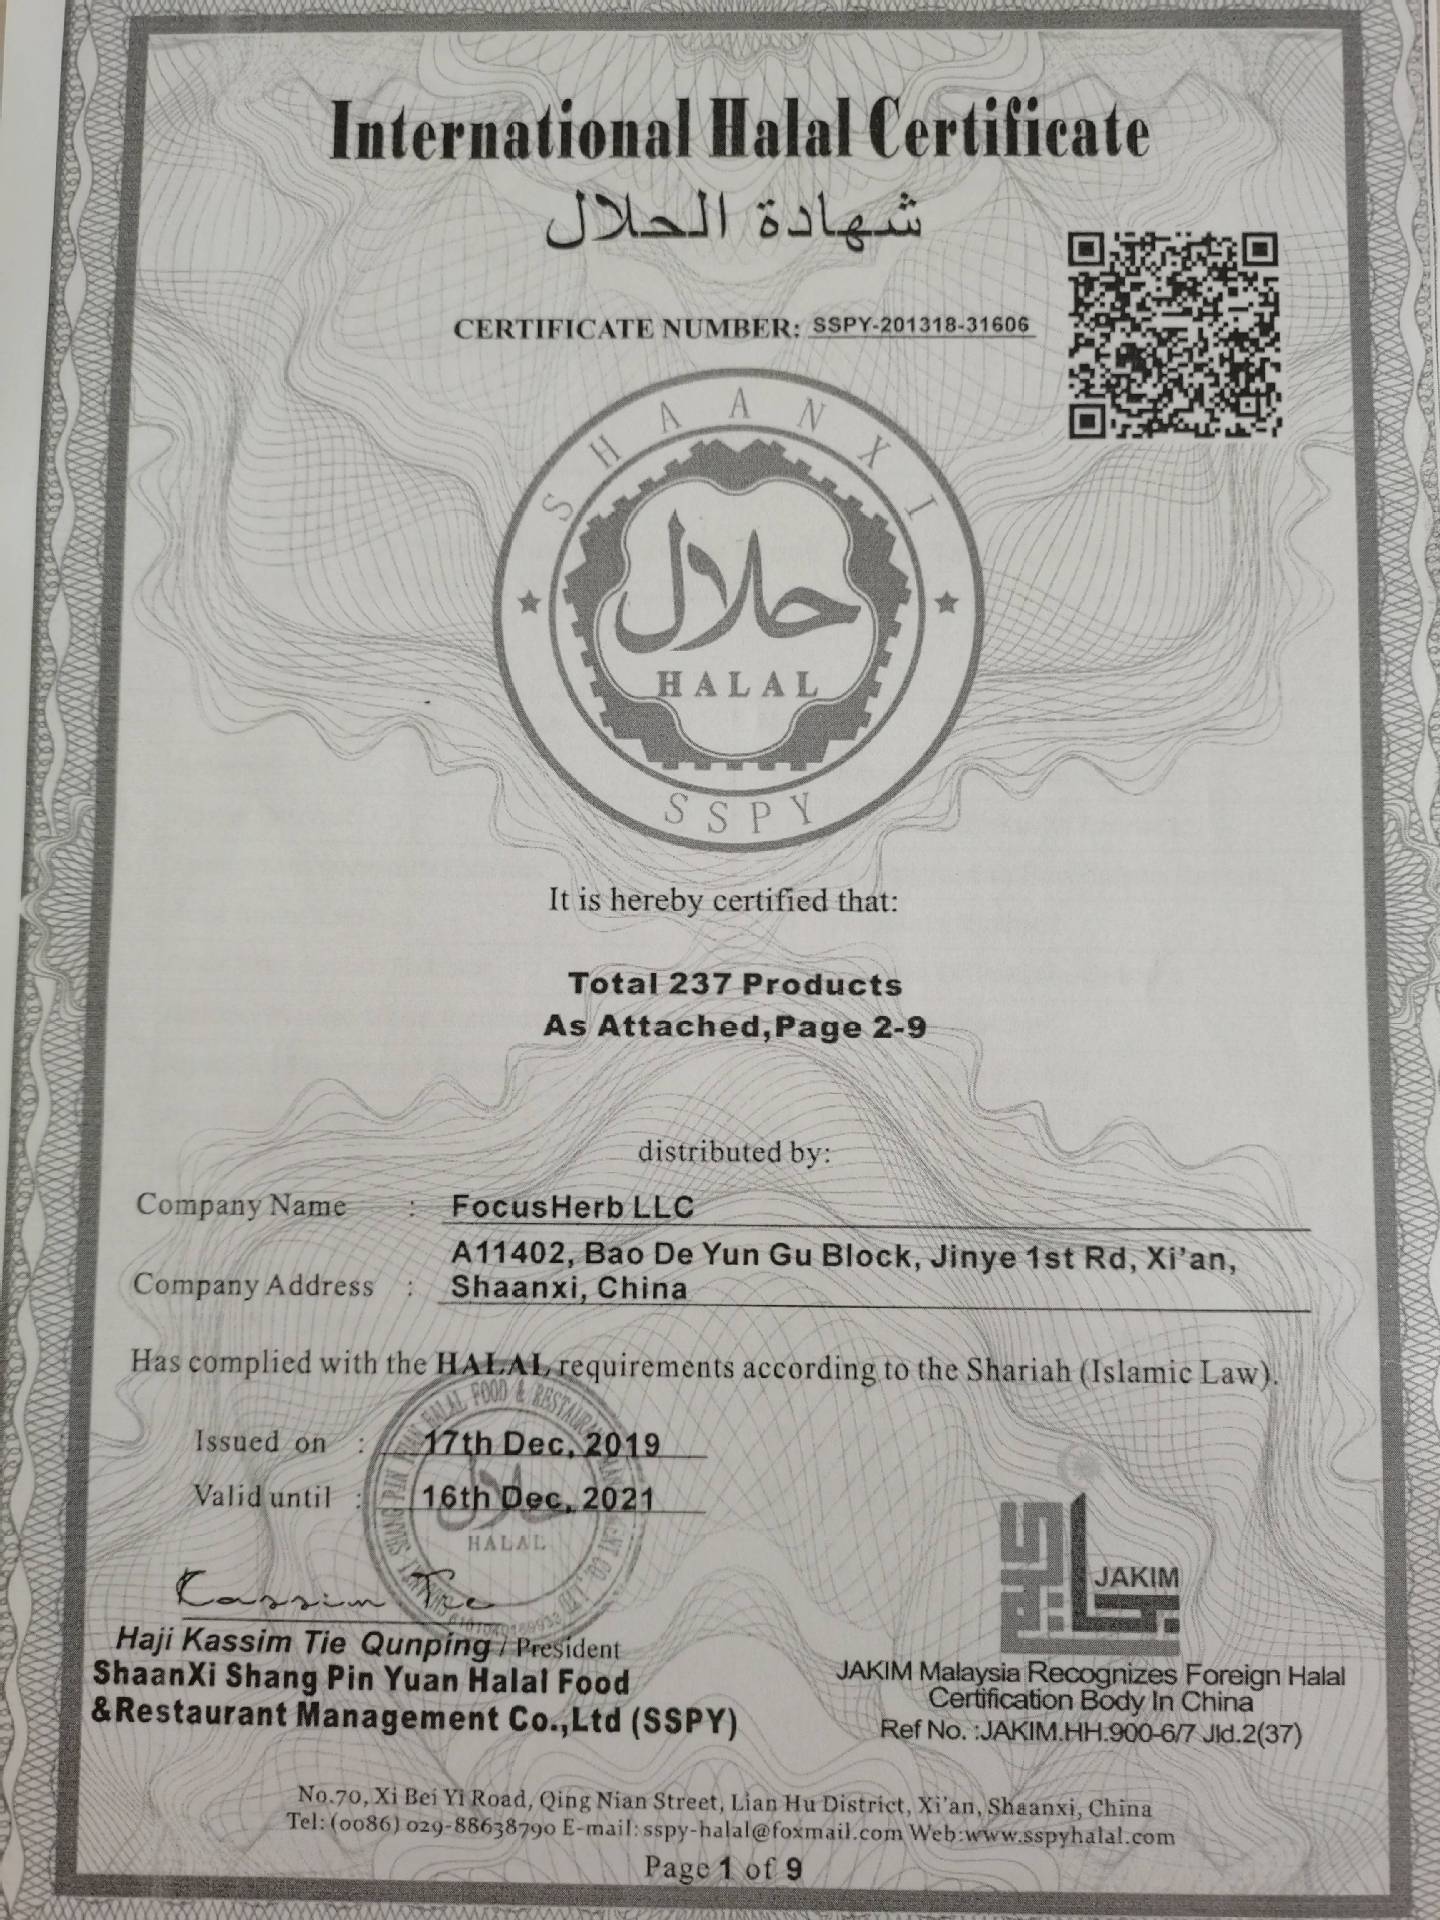 International Halal Certificate
شهادة الحلال
CERTIFICATE NUMBER: SSPY-201318-31606
SHAANXI
حلال
HALAL
SSPY
It is hereby certified that:
Total 237 Products
As Attached,Page 2-9
distributed by:
Company Name : FocusHerb LLC
A11402, Bao De Yun Gu Block, Jinye 1st Rd, Xi'an,
Company Address : Shaanxi, China
Has complied with the HALAL requirements according to the Shariah (Islamic Law).
Issued on : 17th Dec, 2019
Valid until : 16th Dec, 2021
حلال
HALAL
Kassim Tie
Haji Kassim Tie Qunping / President
ShaanXi Shang Pin Yuan Halal Food
&Restaurant Management Co.,Ltd (SSPY)
JAKIM
JAKIM Malaysia Recognizes Foreign Halal
Certification Body In China
Ref No. :JAKIM.HH.900-6/7 Jld.2(37)
No.70, Xi Bei Yi Road, Qing Nian Street, Lian Hu District, Xi'an, Shaanxi, China
Tel: (0086) 029-88638790 E-mail: sspy-halal@foxmail.com Web:www.sspyhalal.com
Page 1 of 9